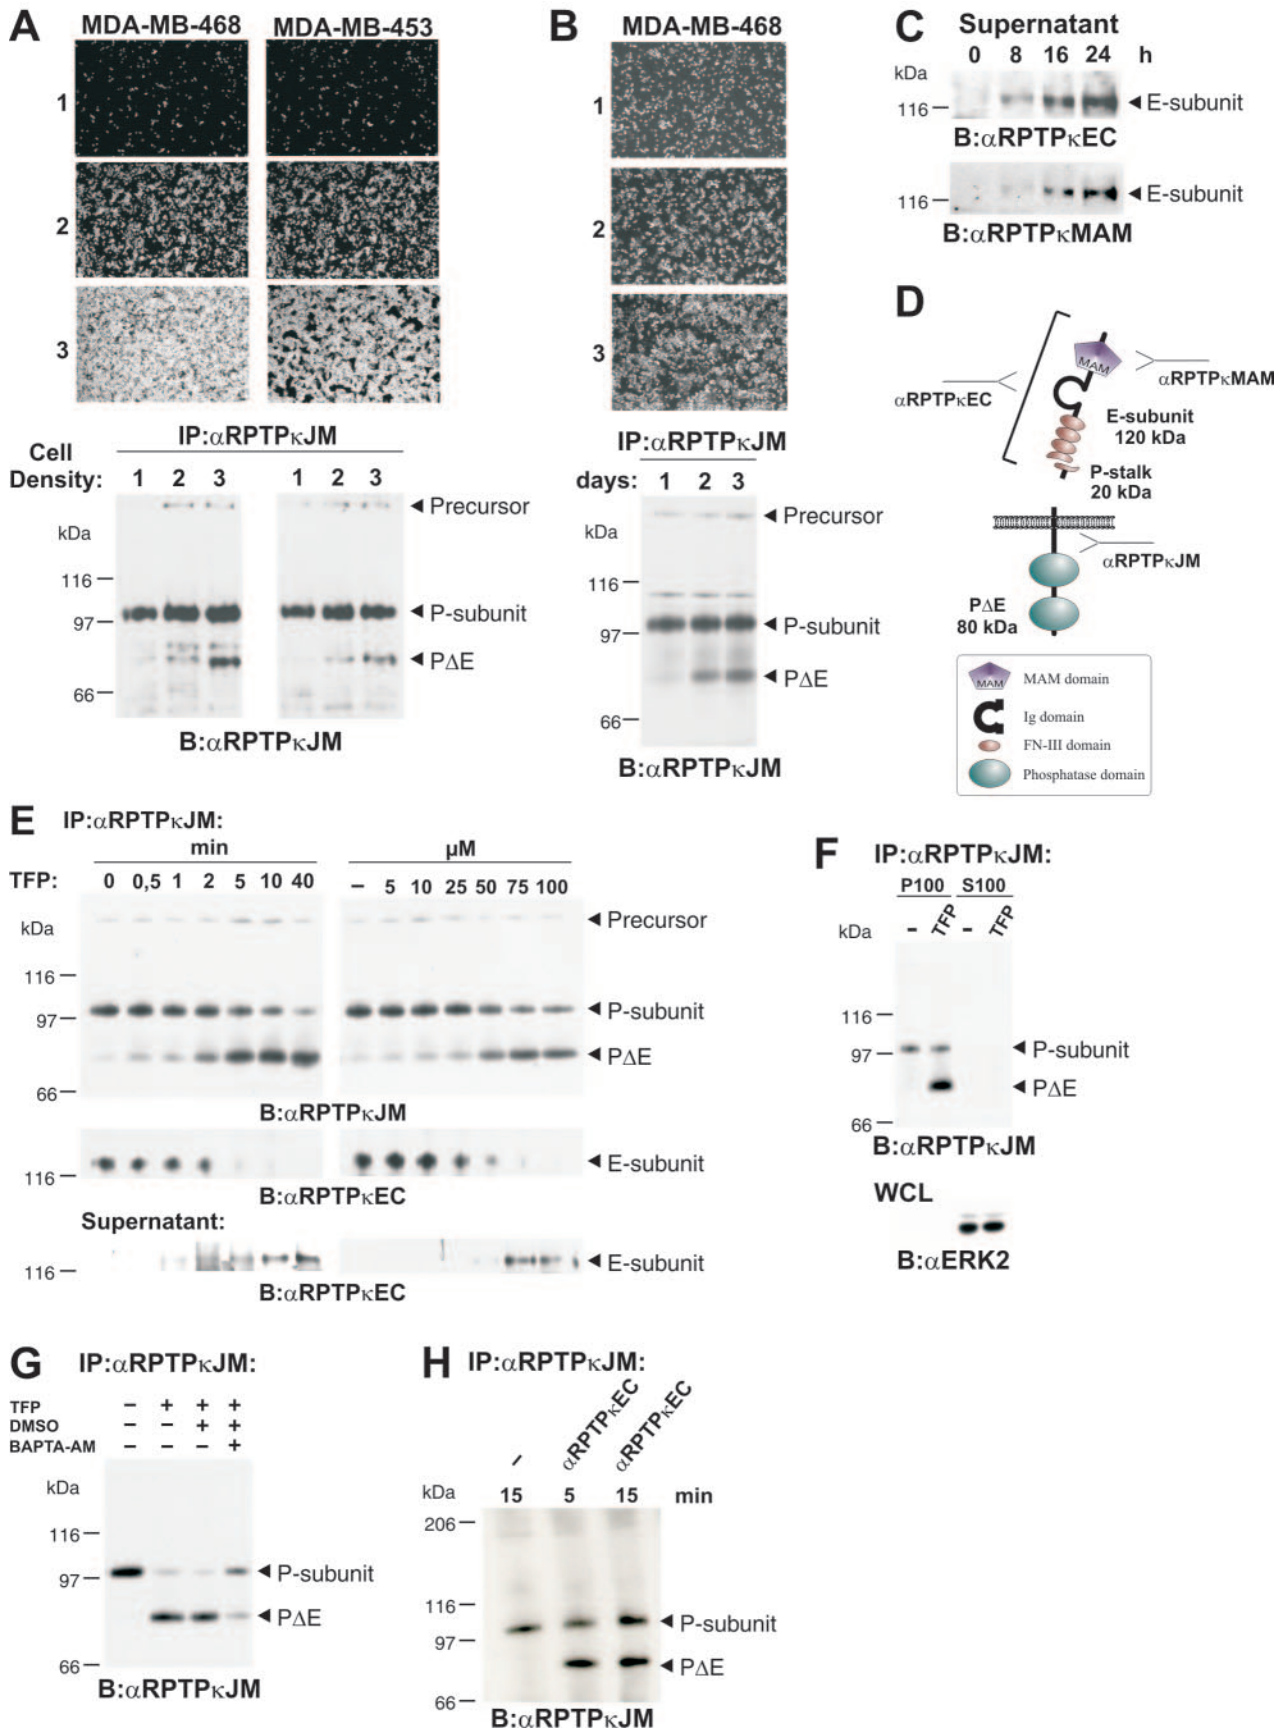 A
MDA-MB-468 MDA-MB-453
1
2
3
IP:αRPTPκJM
Cell Density: 1 2 3 1 2 3
kDa
116
97
66
Precursor
P-subunit
PΔE
B:αRPTPκJM
B
MDA-MB-468
1
2
3
IP:αRPTPκJM
days: 1 2 3
kDa
116
97
66
Precursor
P-subunit
PΔE
B:αRPTPκJM
C
Supernatant
0 8 16 24 h
kDa
116
E-subunit
B:αRPTPκEC
116
E-subunit
B:αRPTPκMAM
D
MAM
αRPTPκEC
αRPTPκMAM
E-subunit
120 kDa
P-stalk
20 kDa
αRPTPκJM
PΔE
80 kDa
MAM
MAM domain
Ig domain
FN-III domain
Phosphatase domain
E
IP:αRPTPκJM:
min µM
TFP: 0 0,5 1 2 5 10 40 – 5 10 25 50 75 100
kDa
116
97
66
Precursor
P-subunit
PΔE
B:αRPTPκJM
116
E-subunit
B:αRPTPκEC
Supernatant:
116
E-subunit
B:αRPTPκEC
F
IP:αRPTPκJM:
P100 S100
– TFP – TFP
kDa
116
97
66
P-subunit
PΔE
B:αRPTPκJM
WCL
B:αERK2
G
IP:αRPTPκJM:
TFP – + + +
DMSO – – + +
BAPTA-AM – – – +
kDa
116
97
66
P-subunit
PΔE
B:αRPTPκJM
H
IP:αRPTPκJM:
– αRPTPκEC αRPTPκEC
15 5 15 min
kDa
206
116
97
66
P-subunit
PΔE
B:αRPTPκJM